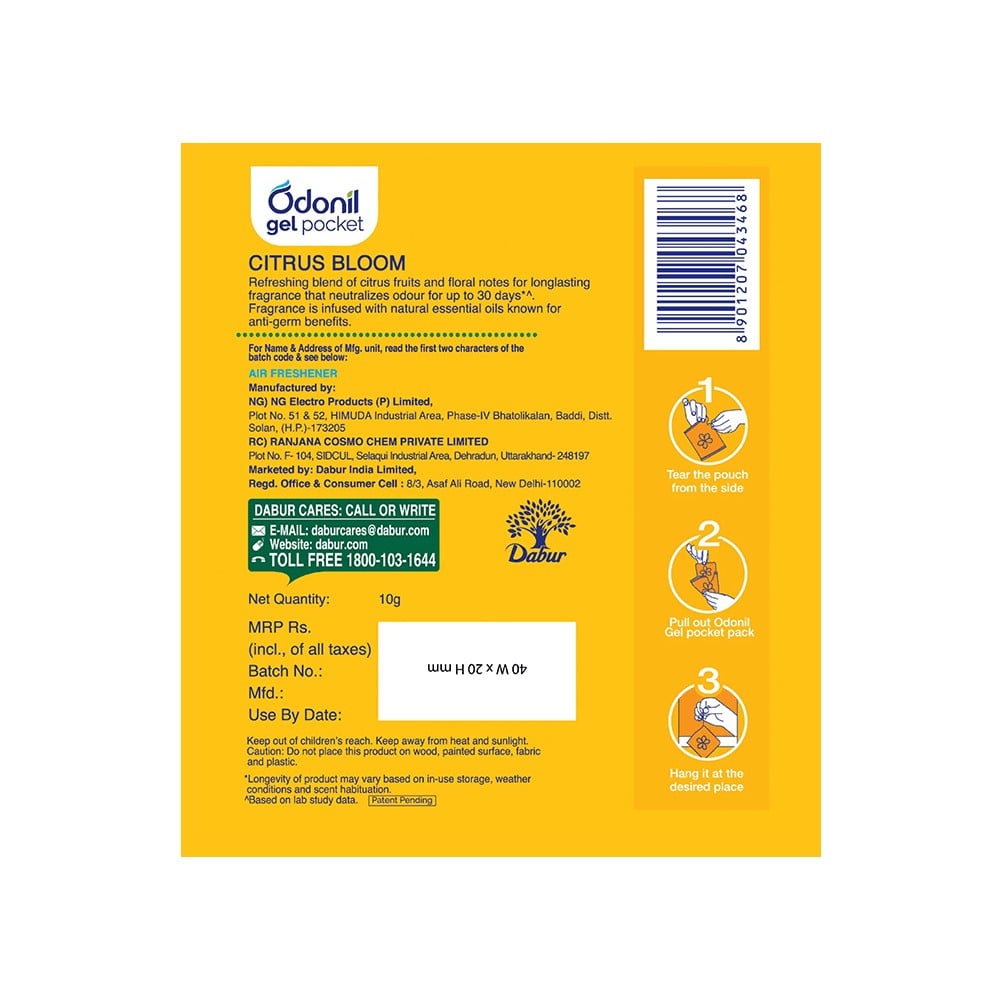 Odonil
gel pocket
CITRUS BLOOM
Refreshing blend of citrus fruits and floral notes for longlasting
fragrance that neutralizes odour for up to 30 days*^.
Fragrance is infused with natural essential oils known for
anti-germ benefits.
For Name & Address of Mfg. unit, read the first two characters of the
batch code & see below:
AIR FRESHENER
Manufactured by:
NG) NG Electro Products (P) Limited,
Plot No. 51 & 52, HIMUDA Industrial Area, Phase-IV Bhatolikalan, Baddi, Distt.
Solan, (H.P.)-173205
RC) RANJANA COSMO CHEM PRIVATE LIMITED
Plot No. F- 104, SIDCUL, Selaqui Industrial Area, Dehradun, Uttarakhand- 248197
Marketed by: Dabur India Limited,
Regd. Office & Consumer Cell : 8/3, Asaf Ali Road, New Delhi-110002
DABUR CARES: CALL OR WRITE
E-MAIL: daburcares@dabur.com
Website: dabur.com
TOLL FREE 1800-103-1644
Dabur
Net Quantity: 10g
MRP Rs.
(incl., of all taxes)
Batch No.:
Mfd.:
Use By Date:
40 W x 20 H mm
Keep out of children's reach. Keep away from heat and sunlight.
Caution: Do not place this product on wood, painted surface, fabric
and plastic.
*Longevity of product may vary based on in-use storage, weather
conditions and scent habituation.
^Based on lab study data. Patent Pending
8 901207 043468
1
Tear the pouch
from the side
2
Pull out Odonil
Gel pocket pack
3
Hang it at the
desired place